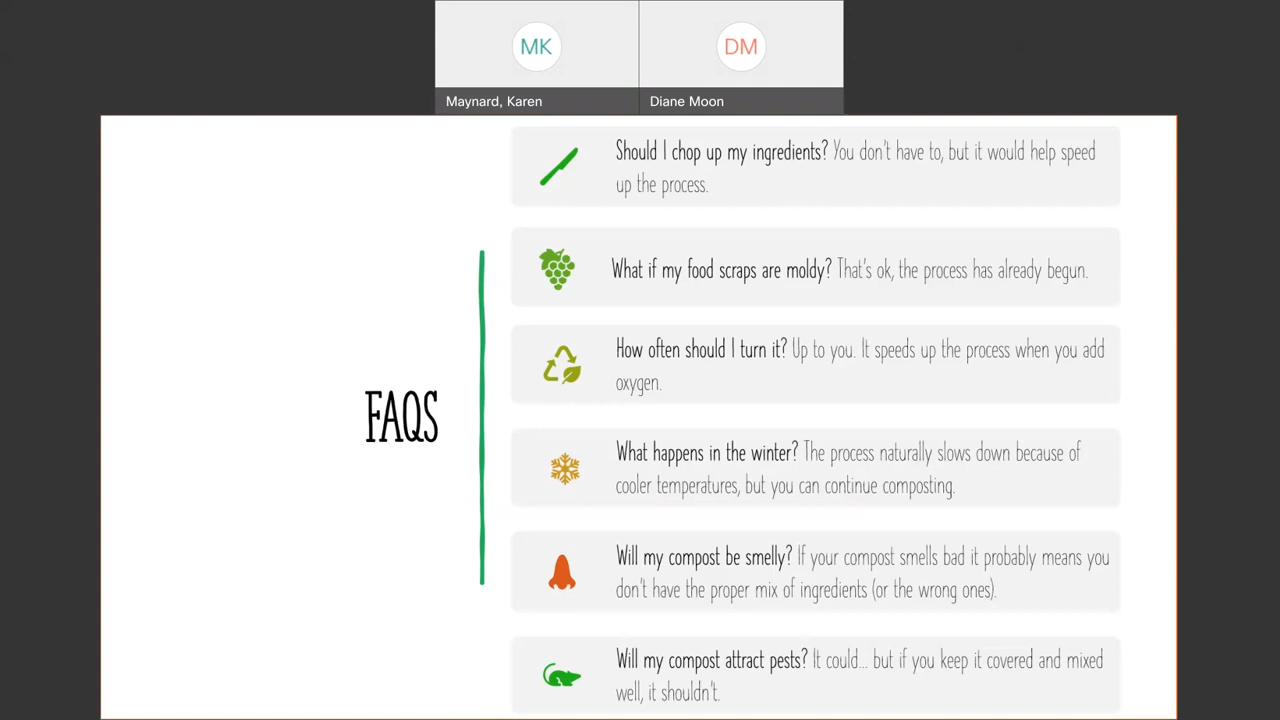 MK
DM
Maynard, Karen
Diane Moon
FAQS
Should I chop up my ingredients? You don't have to, but it would help speed
up the process.
What if my food scraps are moldy? That's ok, the process has already begun.
How often should I turn it? Up to you. It speeds up the process when you add
oxygen.
What happens in the winter? The process naturally slows down because of
cooler temperatures, but you can continue composting.
Will my compost be smelly? If your compost smells bad it probably means you
don't have the proper mix of ingredients (or the wrong ones).
Will my compost attract pests? It could... but if you keep it covered and mixed
well, it shouldn't.